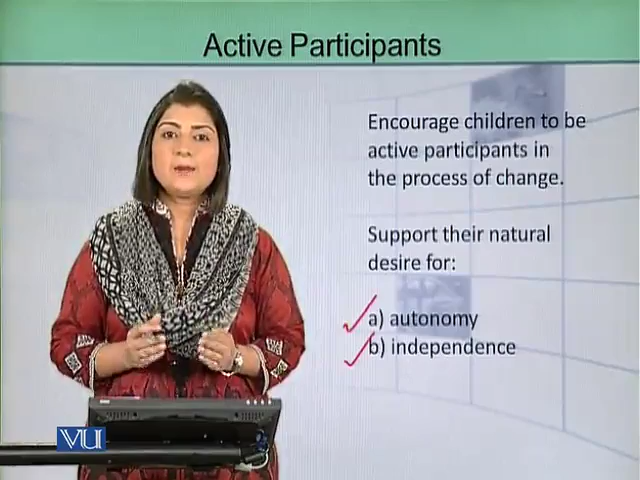 Active Participants
Encourage children to be
active participants in
the process of change.
Support their natural
desire for:
a) autonomy
b) independence
VU